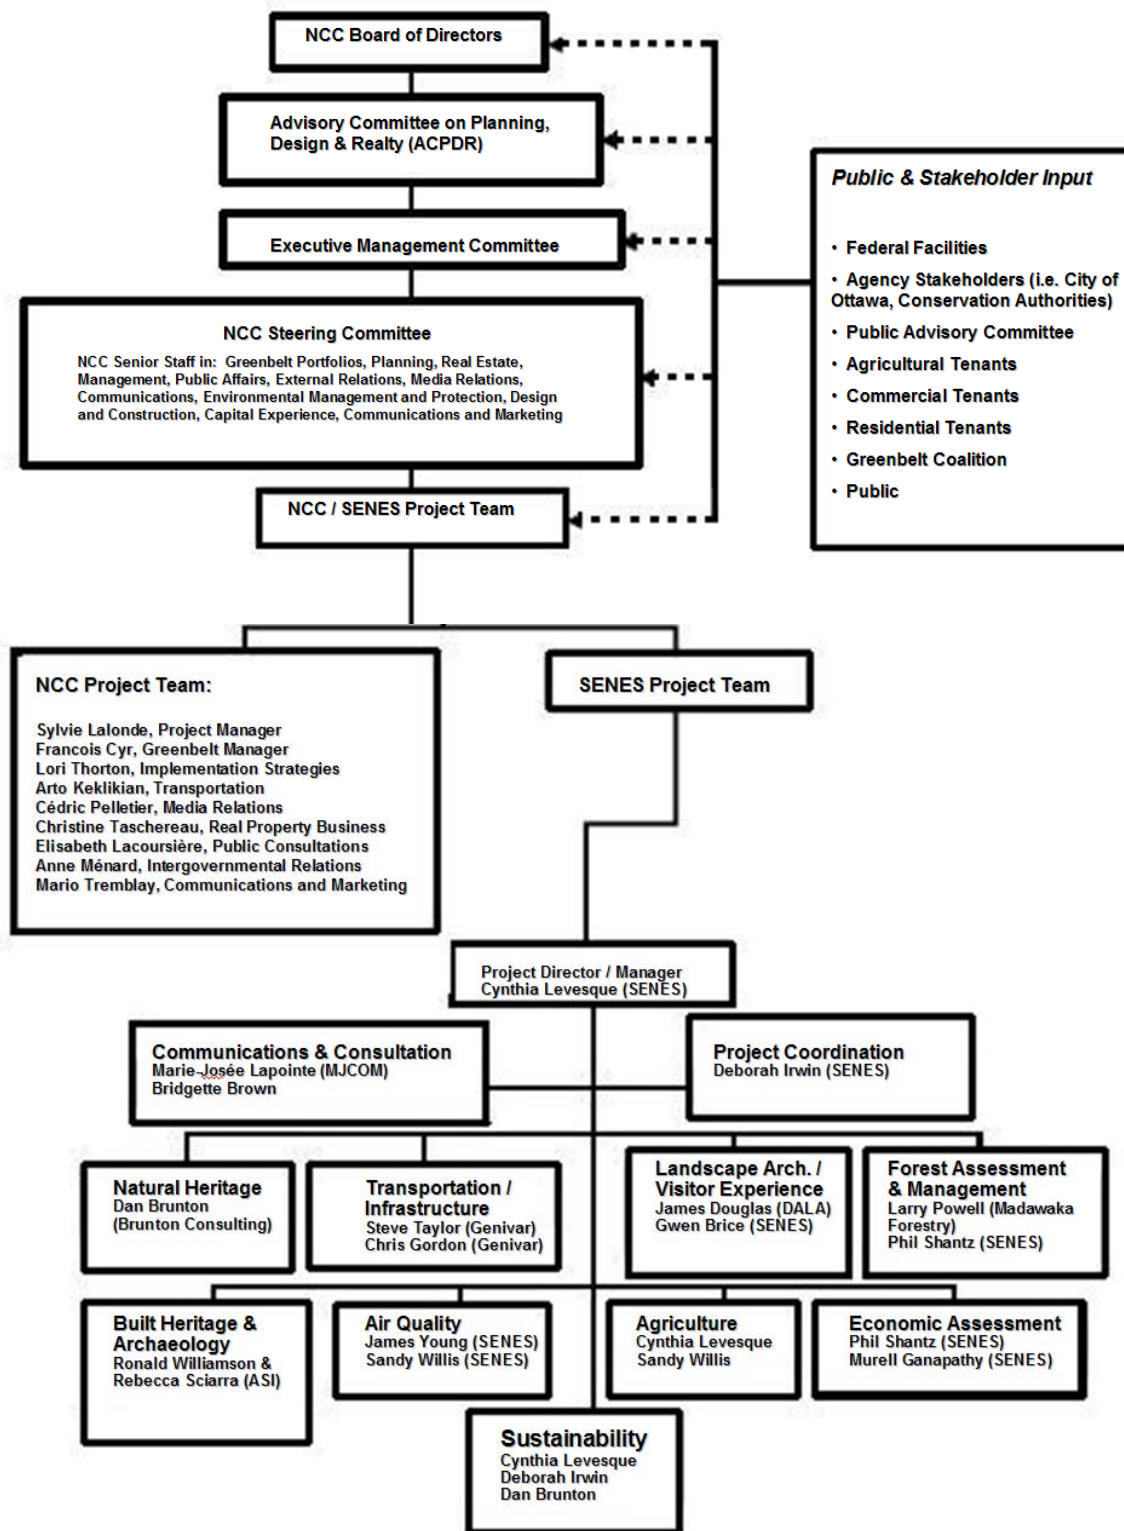 NCC Board of Directors
Advisory Committee on Planning,
Design & Realty (ACPDR)
Executive Management Committee
NCC Steering Committee
NCC Senior Staff in: Greenbelt Portfolios, Planning, Real Estate,
Management, Public Affairs, External Relations, Media Relations,
Communications, Environmental Management and Protection, Design
and Construction, Capital Experience, Communications and Marketing
NCC / SENES Project Team
Public & Stakeholder Input
• Federal Facilities
• Agency Stakeholders (i.e. City of
Ottawa, Conservation Authorities)
• Public Advisory Committee
• Agricultural Tenants
• Commercial Tenants
• Residential Tenants
• Greenbelt Coalition
• Public
NCC Project Team:
Sylvie Lalonde, Project Manager
Francois Cyr, Greenbelt Manager
Lori Thorton, Implementation Strategies
Arto Keklikian, Transportation
Cédric Pelletier, Media Relations
Christine Taschereau, Real Property Business
Elisabeth Lacoursière, Public Consultations
Anne Ménard, Intergovernmental Relations
Mario Tremblay, Communications and Marketing
SENES Project Team
Project Director / Manager
Cynthia Levesque (SENES)
Communications & Consultation
Marie-Josée Lapointe (MJCOM)
Bridgette Brown
Project Coordination
Deborah Irwin (SENES)
Natural Heritage
Dan Brunton
(Brunton Consulting)
Transportation /
Infrastructure
Steve Taylor (Genivar)
Chris Gordon (Genivar)
Landscape Arch. /
Visitor Experience
James Douglas (DALA)
Gwen Brice (SENES)
Forest Assessment
& Management
Larry Powell (Madawaka
Forestry)
Phil Shantz (SENES)
Built Heritage &
Archaeology
Ronald Williamson &
Rebecca Sciarra (ASI)
Air Quality
James Young (SENES)
Sandy Willis (SENES)
Agriculture
Cynthia Levesque
Sandy Willis
Economic Assessment
Phil Shantz (SENES)
Murell Ganapathy (SENES)
Sustainability
Cynthia Levesque
Deborah Irwin
Dan Brunton